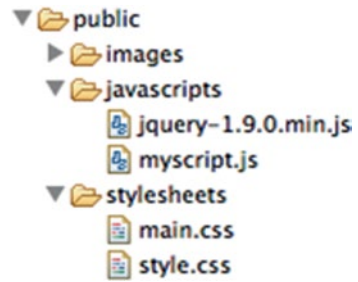 public
images
javascripts
jquery-1.9.0.min.js
myscript.js
stylesheets
main.css
style.css